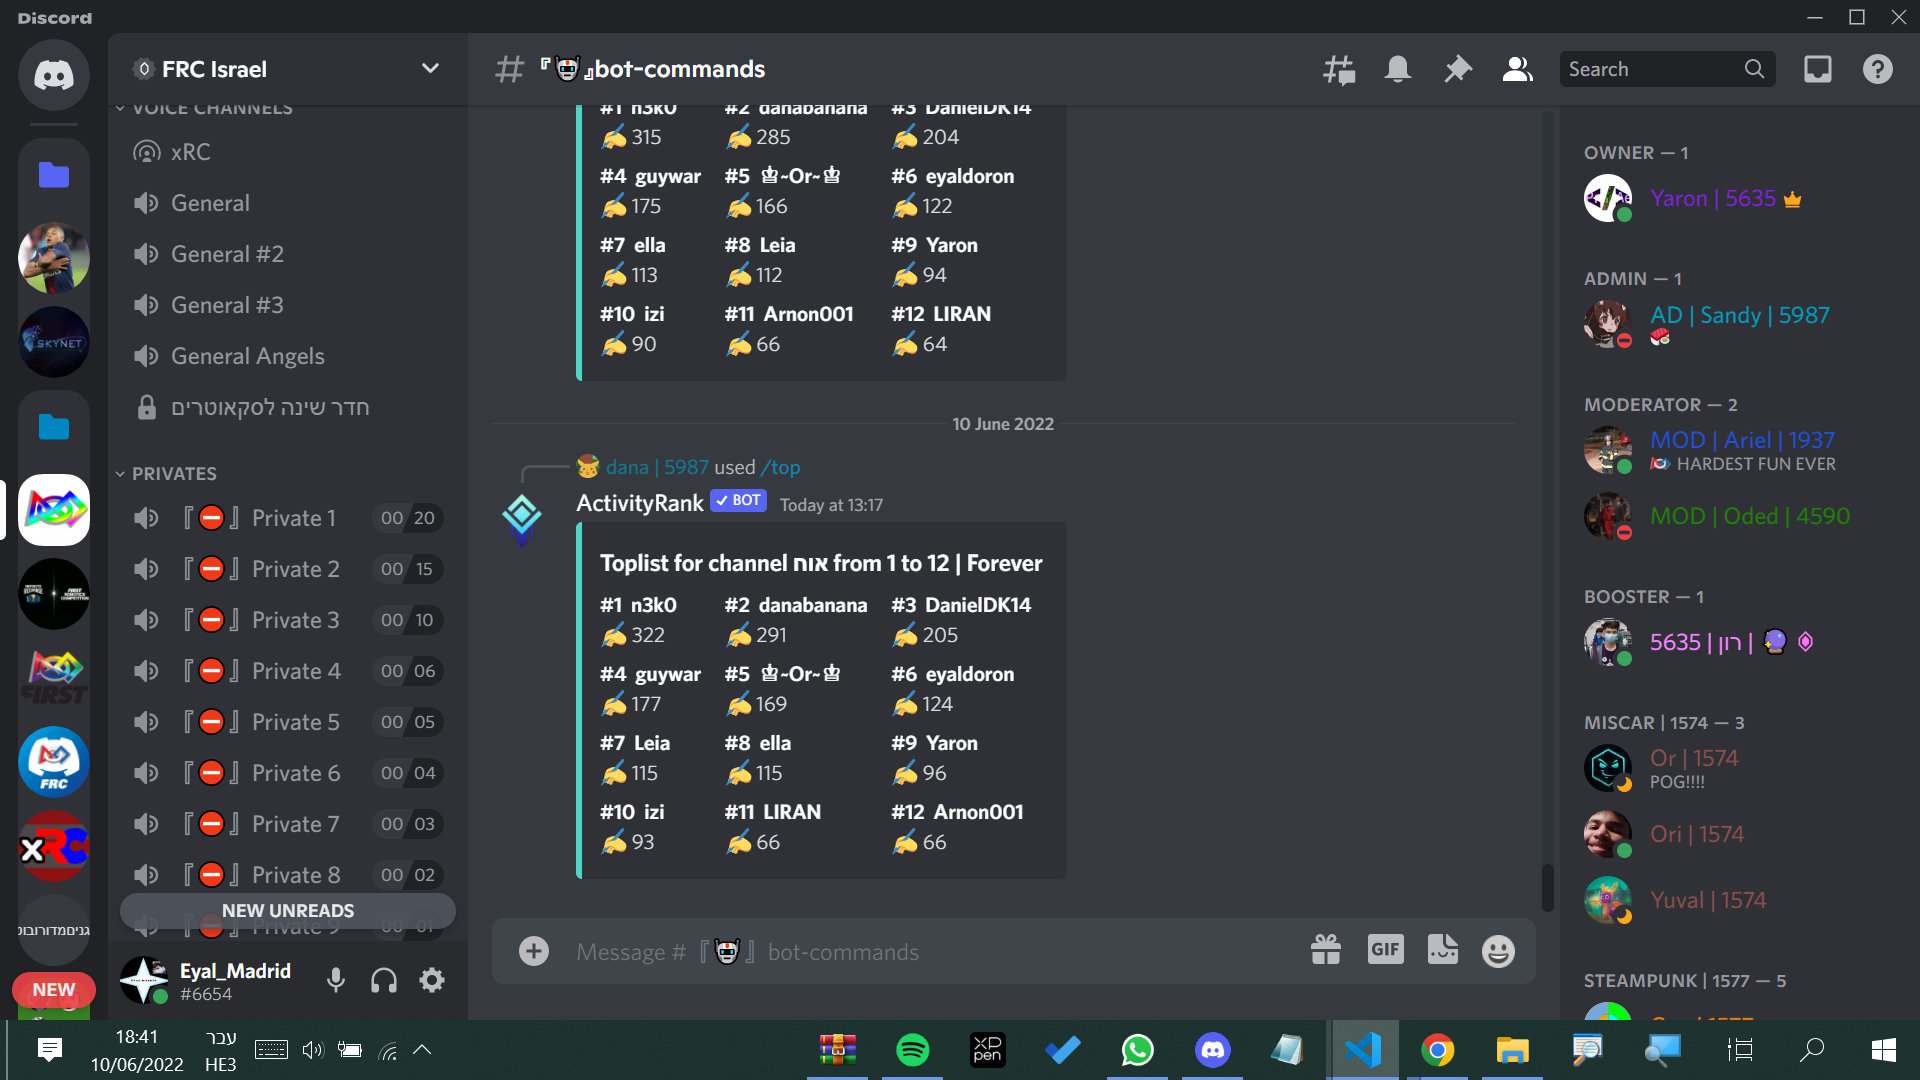 Discord
FRC Israel
VOICE CHANNELS
xRC
General
General #2
General #3
General Angels
חדר שינה לסקאוטרים
PRIVATES
『⛔』 Private 1 00 20
『⛔』 Private 2 00 15
『⛔』 Private 3 00 10
『⛔』 Private 4 00 06
『⛔』 Private 5 00 05
『⛔』 Private 6 00 04
『⛔』 Private 7 00 03
『⛔』 Private 8 00 02
『⛔』 Private 9 00 01
NEW UNREADS
Eyal_Madrid
#6654
SKYNET
FIRST
FRC
xRC
NEW
# 『🤖』bot-commands
Search
#1 n3k0 #2 danabanana #3 DanielDK14
✍ 315 ✍ 285 ✍ 204
#4 guywar #5 ♔~Or~♔ #6 eyaldoron
✍ 175 ✍ 166 ✍ 122
#7 ella #8 Leia #9 Yaron
✍ 113 ✍ 112 ✍ 94
#10 izi #11 Arnon001 #12 LIRAN
✍ 90 ✍ 66 ✍ 64
10 June 2022
dana | 5987 used /top
ActivityRank ✓ BOT Today at 13:17
Toplist for channel אוח from 1 to 12 | Forever
#1 n3k0 #2 danabanana #3 DanielDK14
✍ 322 ✍ 291 ✍ 205
#4 guywar #5 ♔~Or~♔ #6 eyaldoron
✍ 177 ✍ 169 ✍ 124
#7 Leia #8 ella #9 Yaron
✍ 115 ✍ 115 ✍ 96
#10 izi #11 LIRAN #12 Arnon001
✍ 93 ✍ 66 ✍ 66
Message # 『🤖』 bot-commands
GIF
OWNER — 1
Yaron | 5635
ADMIN — 1
AD | Sandy | 5987
MODERATOR — 2
MOD | Ariel | 1937
HARDEST FUN EVER
MOD | Oded | 4590
BOOSTER — 1
5635 | רון | 🔮
MISCAR | 1574 — 3
Or | 1574
POG!!!!
Ori | 1574
Yuval | 1574
STEAMPUNK | 1577 — 5
18:41
10/06/2022
עבר
HE3
XP
pen